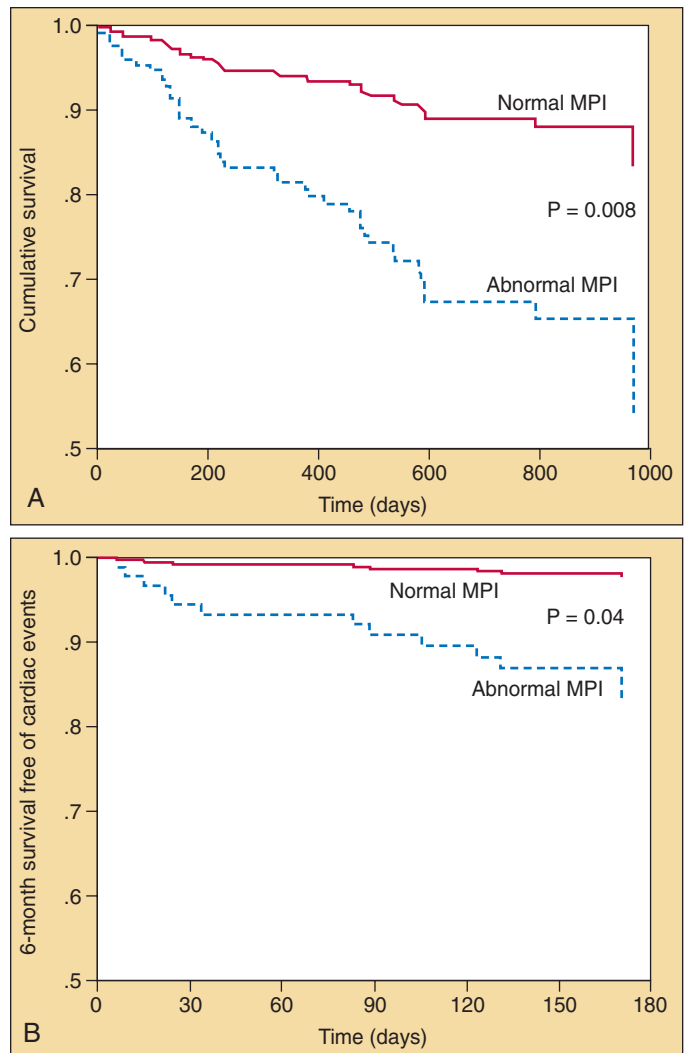 1.0
.9
.8
.7
.6
.5
Cumulative survival
Normal MPI
P = 0.008
Abnormal MPI
0 200 400 600 800 1000
Time (days)
A
1.0
.9
.8
.7
.6
.5
6-month survival free of cardiac events
Normal MPI
P = 0.04
Abnormal MPI
0 30 60 90 120 150 180
Time (days)
B